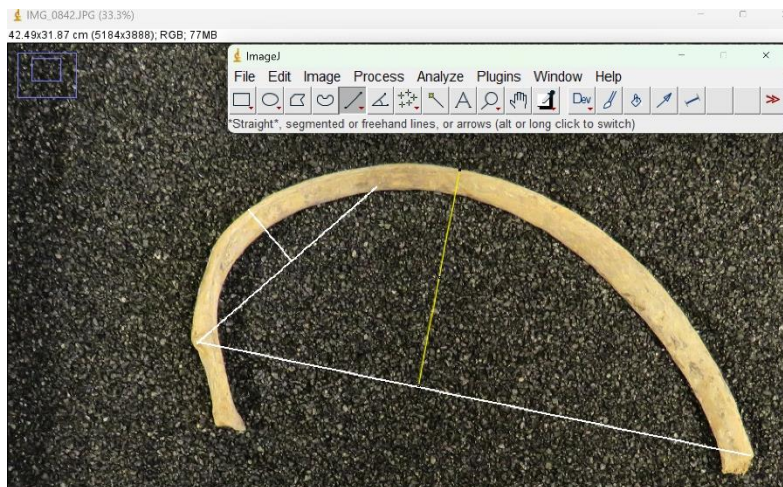 IMG_0842.JPG (33.3%)
42.49x31.87 cm (5184x3888); RGB; 77MB
ImageJ
File Edit Image Process Analyze Plugins Window Help
A Dev
*Straight*, segmented or freehand lines, or arrows (alt or long click to switch)